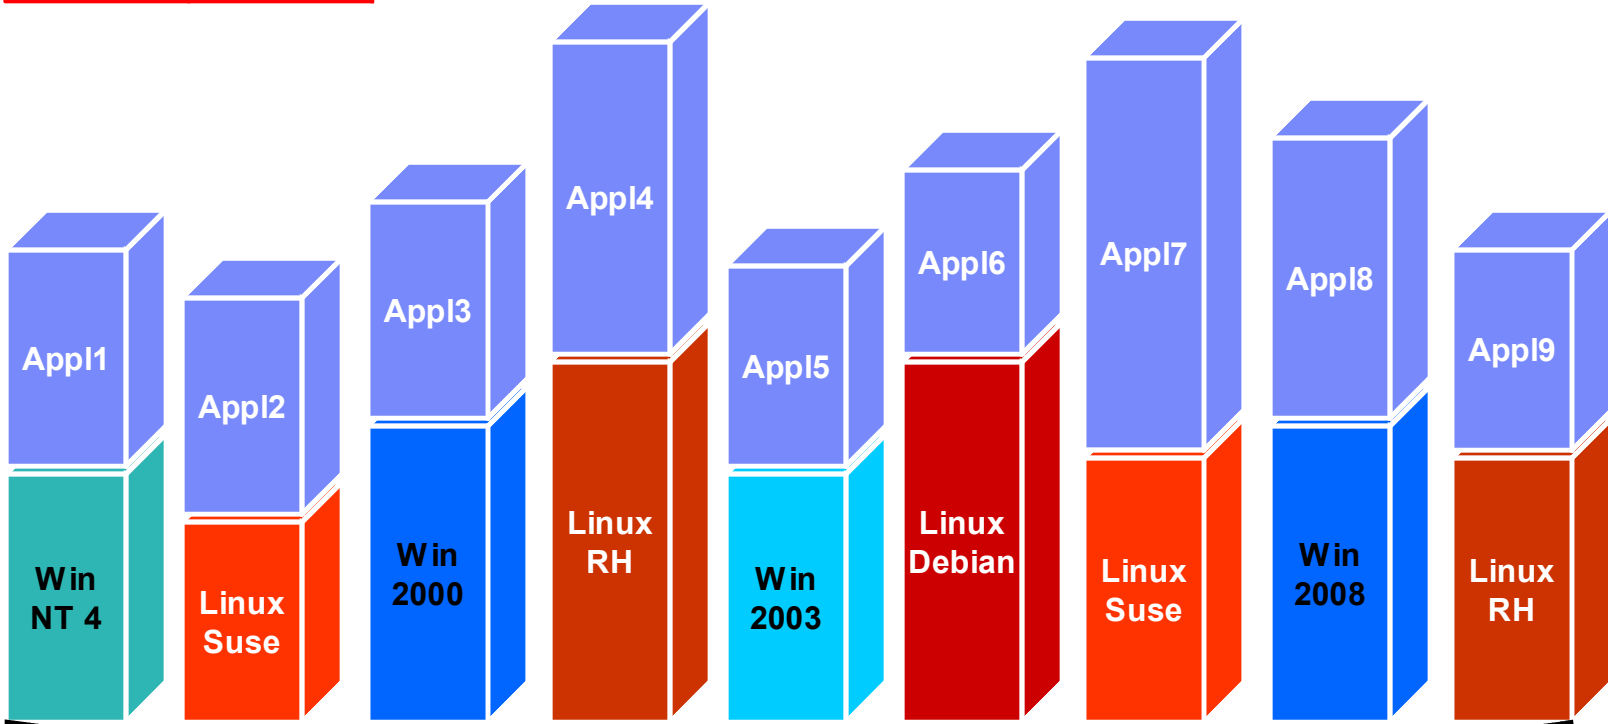 Appl1
Win
NT 4
Appl2
Linux
Suse
Appl3
Win
2000
Appl4
Linux
RH
Appl5
Win
2003
Appl6
Linux
Debian
Appl7
Linux
Suse
Appl8
Win
2008
Appl9
Linux
RH